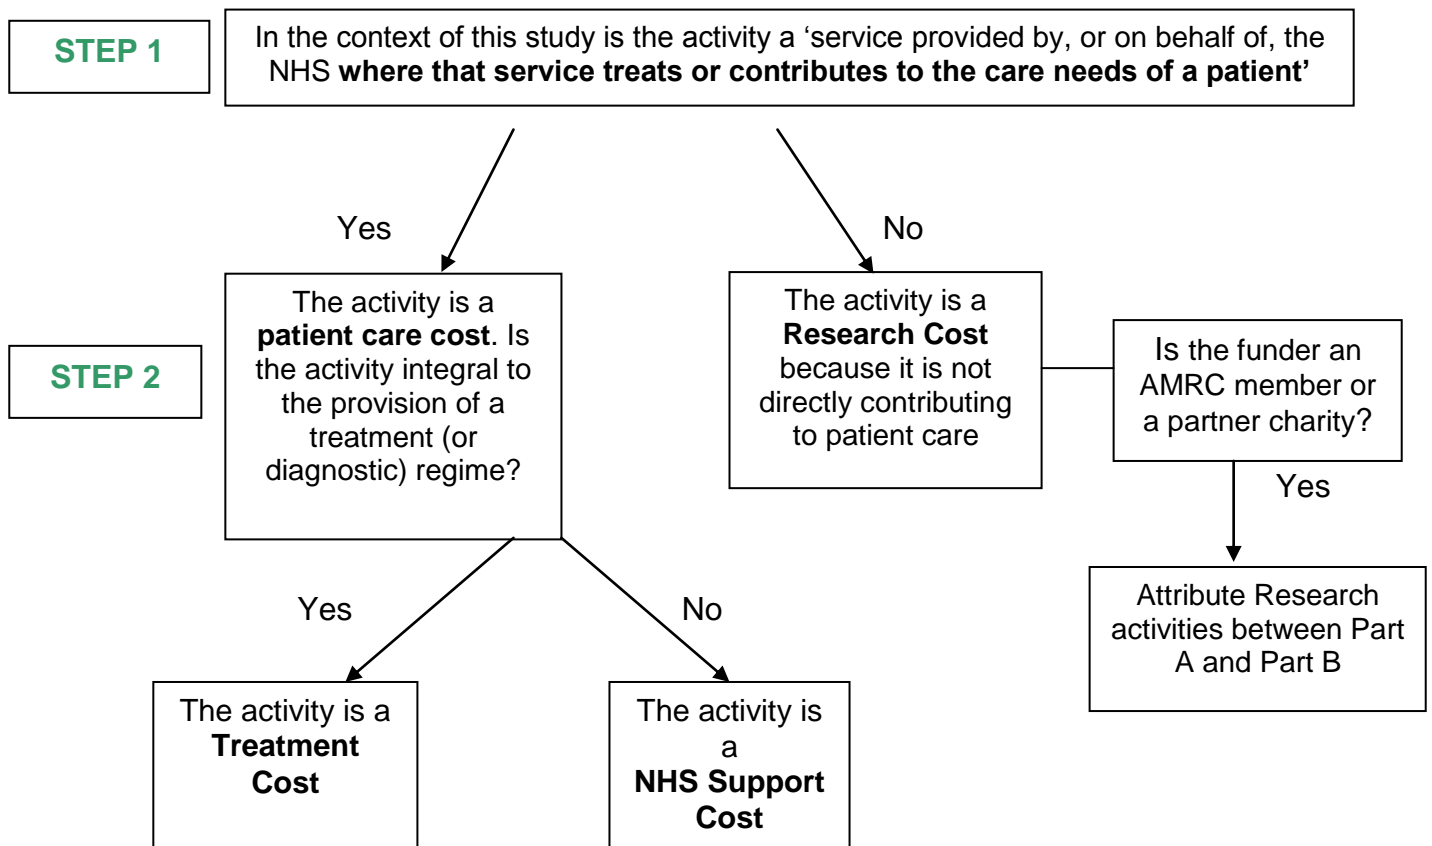 STEP 1
In the context of this study is the activity a ‘service provided by, or on behalf of, the
NHS where that service treats or contributes to the care needs of a patient’
Yes
No
STEP 2
The activity is a
patient care cost. Is
the activity integral to
the provision of a
treatment (or
diagnostic) regime?
The activity is a
Research Cost
because it is not
directly contributing
to patient care
Is the funder an
AMRC member or
a partner charity?
Yes
Attribute Research
activities between Part
A and Part B
Yes
No
The activity is a
Treatment
Cost
The activity is
a
NHS Support
Cost